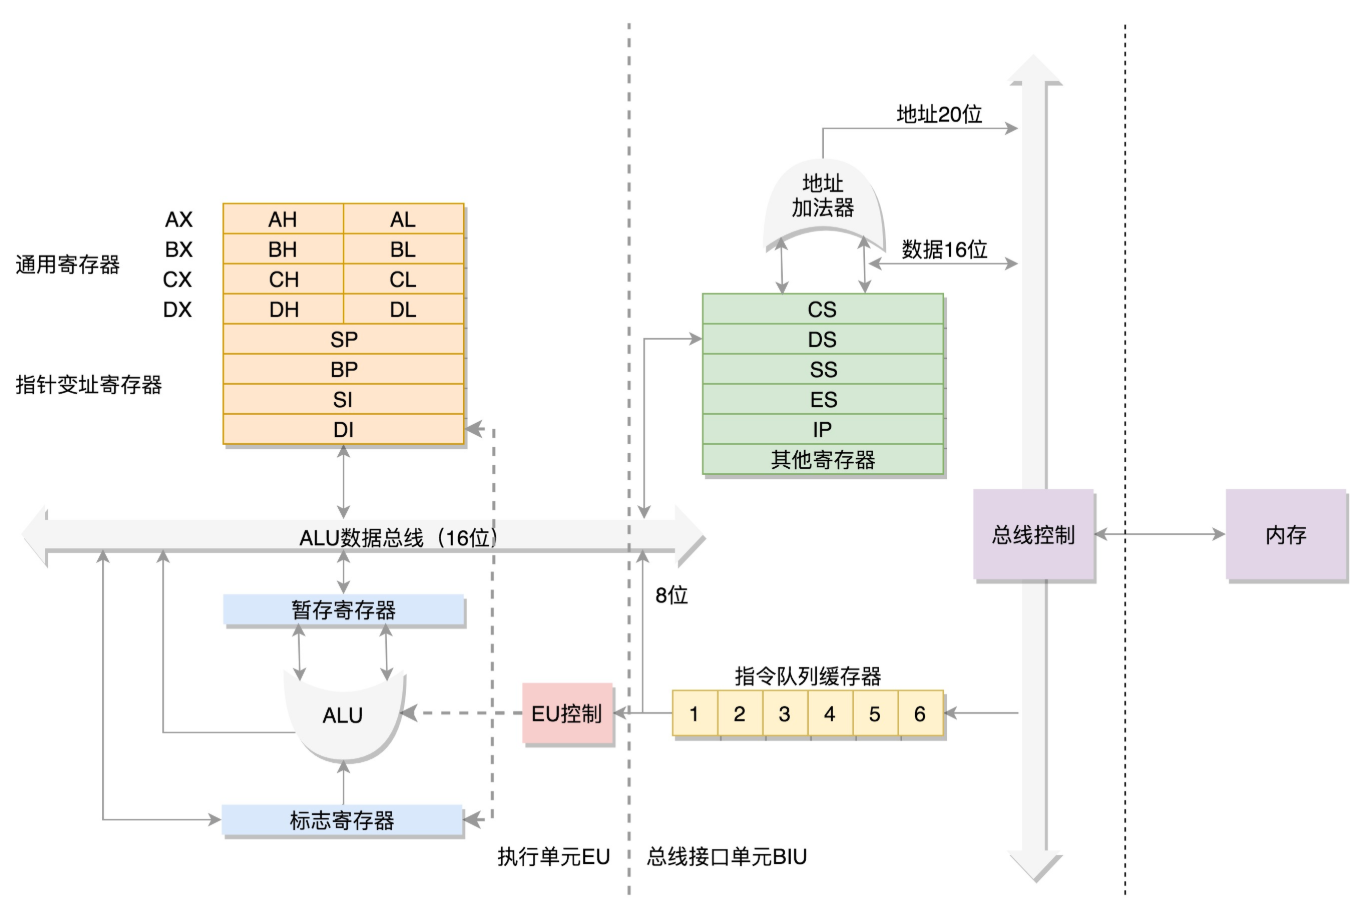 地址20位
地址
加法器
数据16位
AX
AH
AL
BX
BH
BL
通用寄存器
CX
CH
CL
DX
DH
DL
SP
BP
指针变址寄存器
SI
DI
CS
DS
SS
ES
IP
其他寄存器
ALU数据总线（16位）
总线控制
内存
8位
暂存寄存器
ALU
EU控制
指令队列缓存器
1
2
3
4
5
6
标志寄存器
执行单元EU
总线接口单元BIU